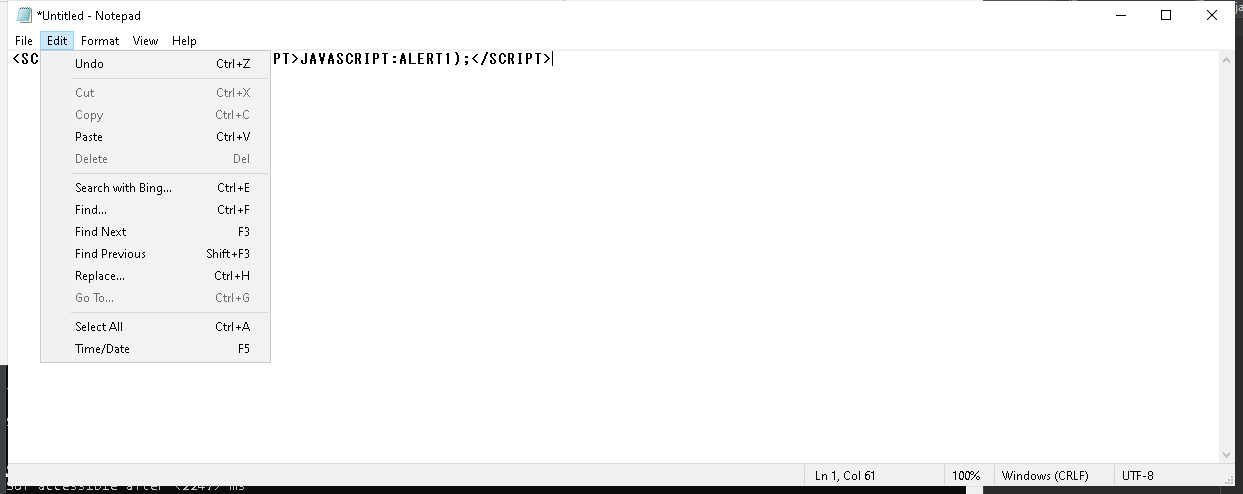 *Untitled - Notepad
File Edit Format View Help
<SC PT>JAVASCRIPT:ALERT1);</SCRIPT>
Undo Ctrl+Z
Cut Ctrl+X
Copy Ctrl+C
Paste Ctrl+V
Delete Del
Search with Bing... Ctrl+E
Find... Ctrl+F
Find Next F3
Find Previous Shift+F3
Replace... Ctrl+H
Go To... Ctrl+G
Select All Ctrl+A
Time/Date F5
Ln 1, Col 61 100% Windows (CRLF) UTF-8
accessible after <2247> ms